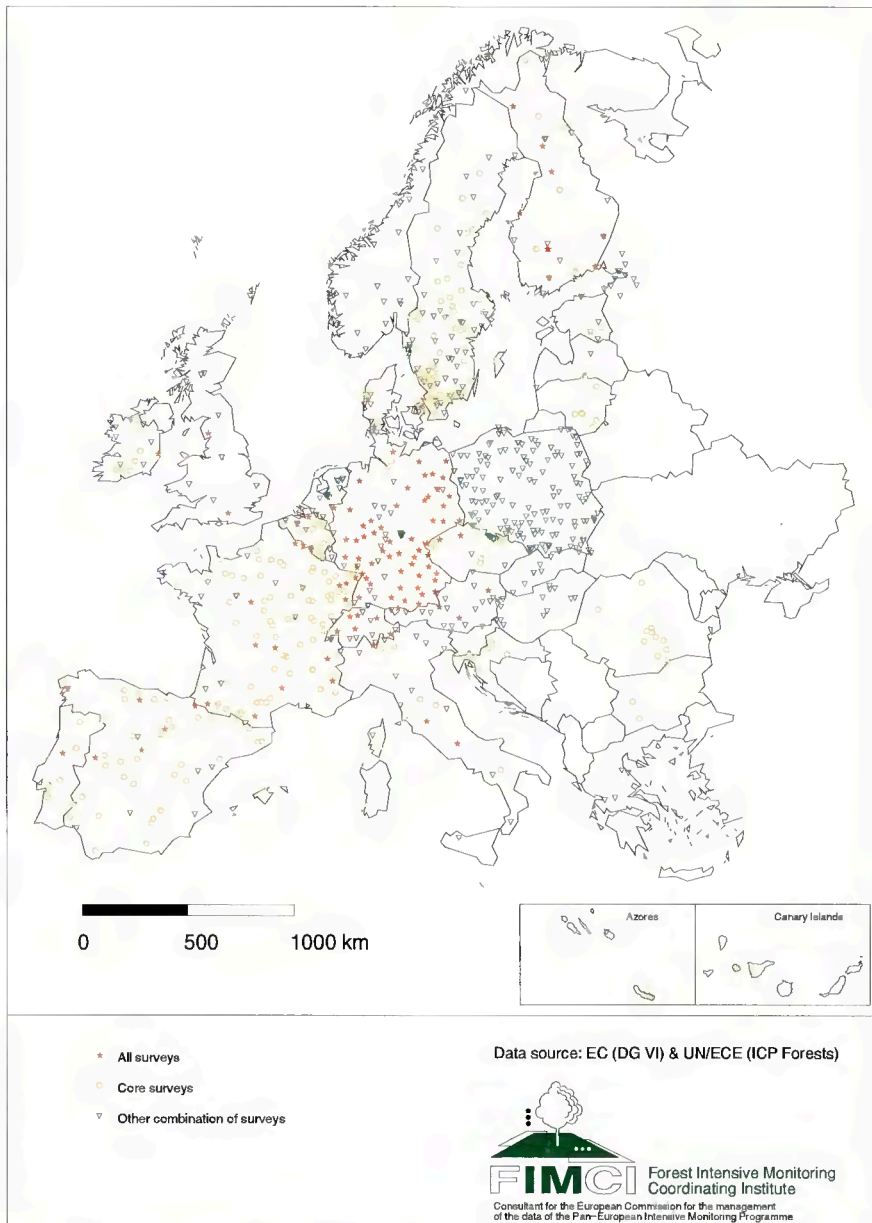 0 500 1000 km
Azores
Canary Islands
All surveys
Core surveys
Other combination of surveys
Data source: EC (DG VI) & UN/ECE (ICP Forests)
FIMCI
Forest Intensive Monitoring
Coordinating Institute
Consultant for the European Commission for the management
of the data of the Pan-European Intensive Monitoring Programme